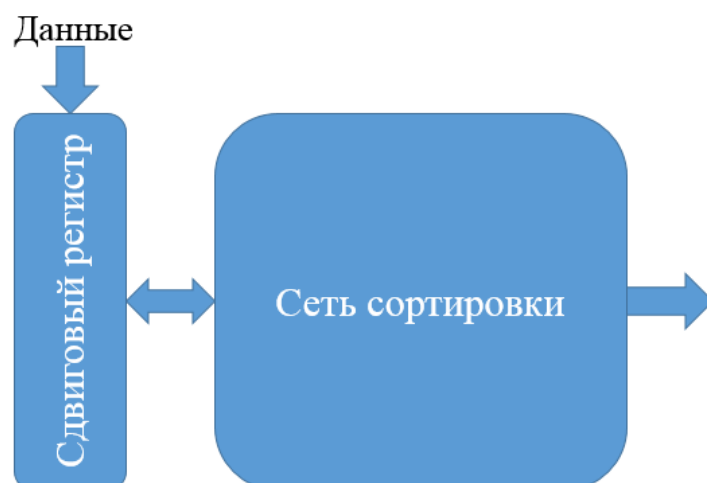 Данные
Сдвиговый регистр
Сеть сортировки